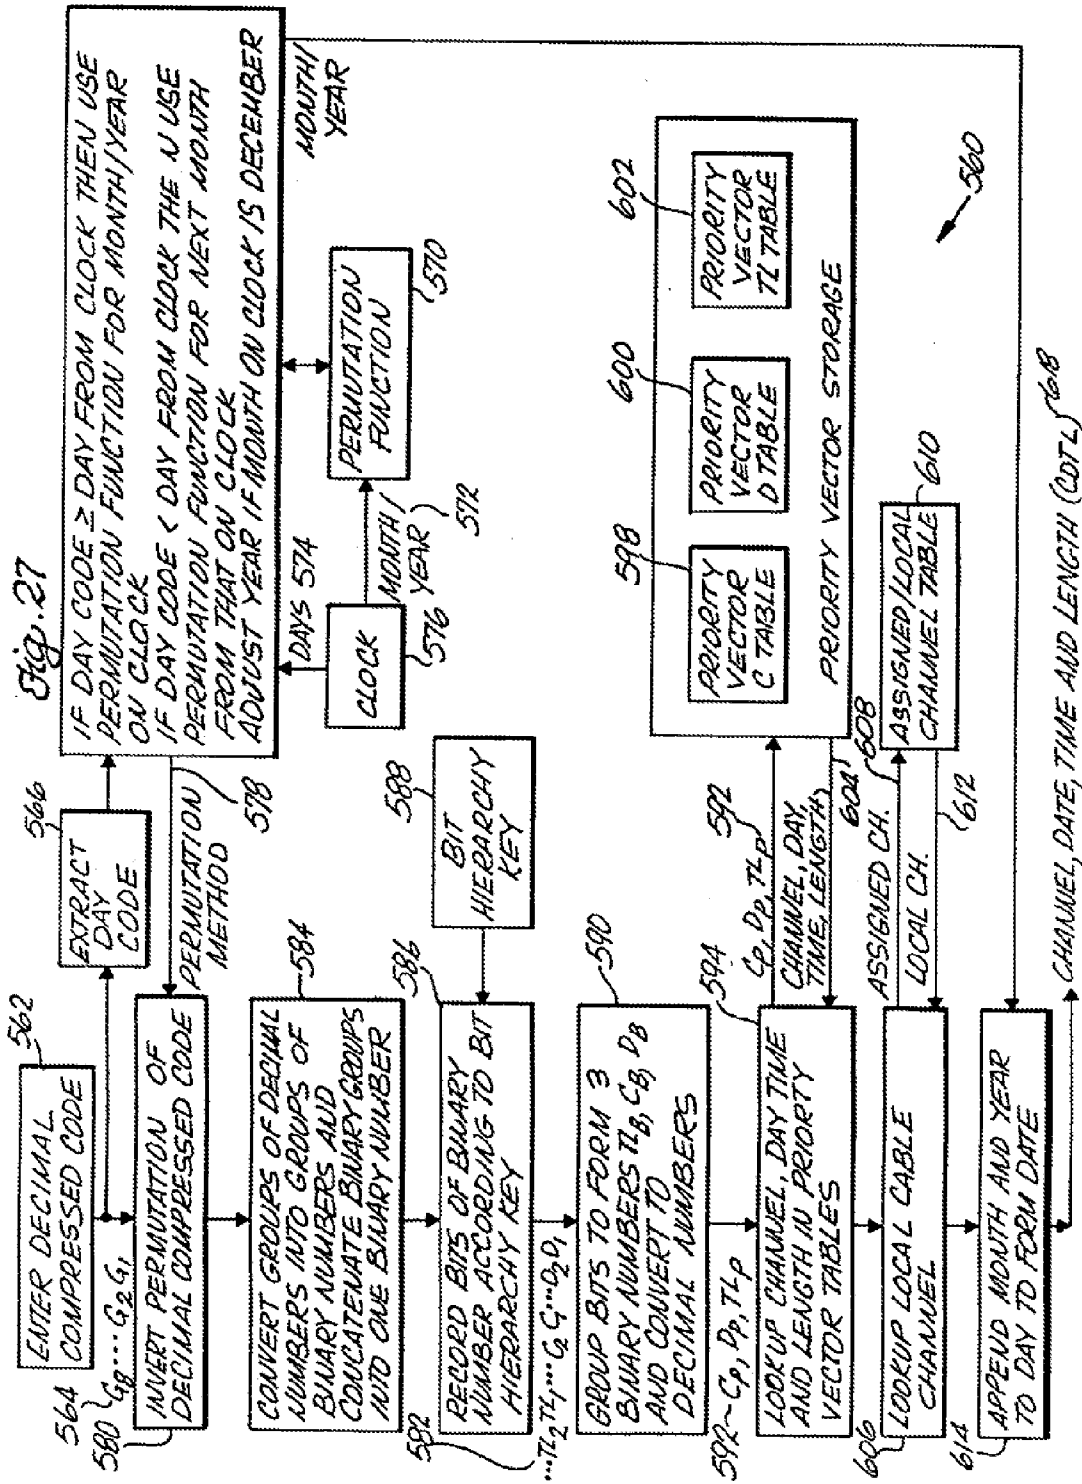 Fig. 27
562
ENTER DECIMAL
COMPRESSED CODE
564
G8 ···· G2 G1
566
EXTRACT
DAY
CODE
IF DAY CODE ≥ DAY FROM CLOCK THEN USE
PERMUTATION FUNCTION FOR MONTH/YEAR
ON CLOCK
IF DAY CODE < DAY FROM CLOCK THE N USE
PERMUTATION FUNCTION FOR NEXT MONTH
FROM THAT ON CLOCK
ADJUST YEAR IF MONTH ON CLOCK IS DECEMBER
MONTH/
YEAR
580
INVERT PERMUTATION OF
DECIMAL COMPRESSED CODE
PERMUTATION
METHOD
578
DAYS 574
CLOCK
576
MONTH/
YEAR
572
PERMUTATION
FUNCTION
570
584
CONVERT GROUPS OF DECIMAL
NUMBERS INTO GROUPS OF
BINARY NUMBERS AND
CONCATENATE BINARY GROUPS
INTO ONE BINARY NUMBER
582
586
RECORD BITS OF BINARY
NUMBER ACCORDING TO BIT
HIERARCHY KEY
588
BIT
HIERARCHY
KEY
···TL2 TL1 ···C2 C1 ···D2 D1
590
GROUP BITS TO FORM 3
BINARY NUMBERS TLB, CB, DB
AND CONVERT TO
DECIMAL NUMBERS
592~CP, DP, TLP
594
LOOKUP CHANNEL, DAY TIME
AND LENGTH IN PRIORTY
VECTOR TABLES
CP, DP, TLP
592
CHANNEL, DAY,
TIME, LENGTH
604
598
PRIORITY
VECTOR
C TABLE
600
PRIORITY
VECTOR
D TABLE
602
PRIORITY
VECTOR
TL TABLE
PRIORITY VECTOR STORAGE
560
606
LOOKUP LOCAL CABLE
CHANNEL
ASSIGNED CH.
608
LOCAL CH.
612
ASSIGNED/LOCAL
CHANNEL TABLE
610
614
APPEND MONTH AND YEAR
TO DAY TO FORM DATE
CHANNEL, DATE, TIME AND LENGTH (CDTL)
618